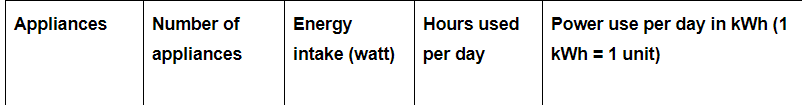 Appliances
Number of
appliances
Energy
intake (watt)
Hours used
per day
Power use per day in kWh (1
kWh = 1 unit)